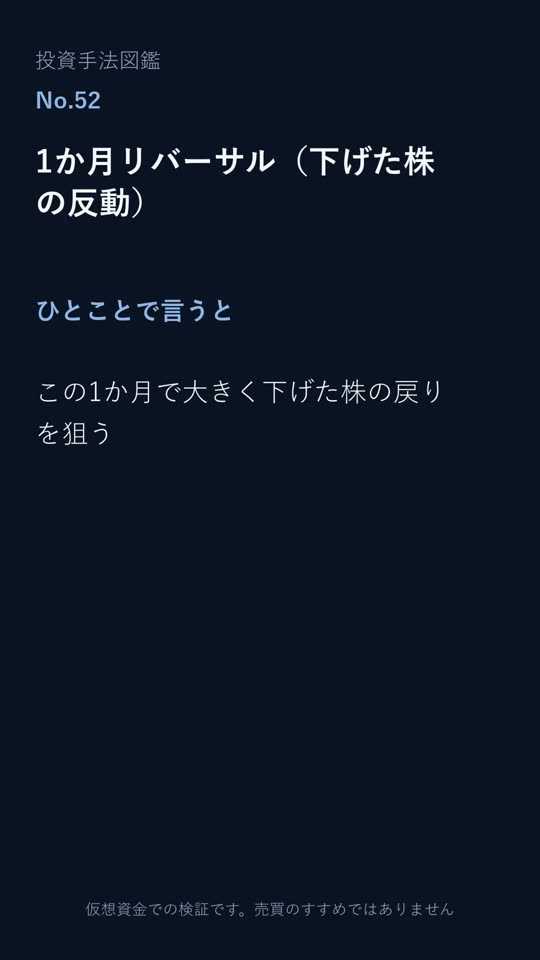 投資手法図鑑
No.52
1か月リバーサル（下げた株
の反動）
ひとことで言うと
この1か月で大きく下げた株の戻り
を狙う
仮想資金での検証です。売買のすすめではありません